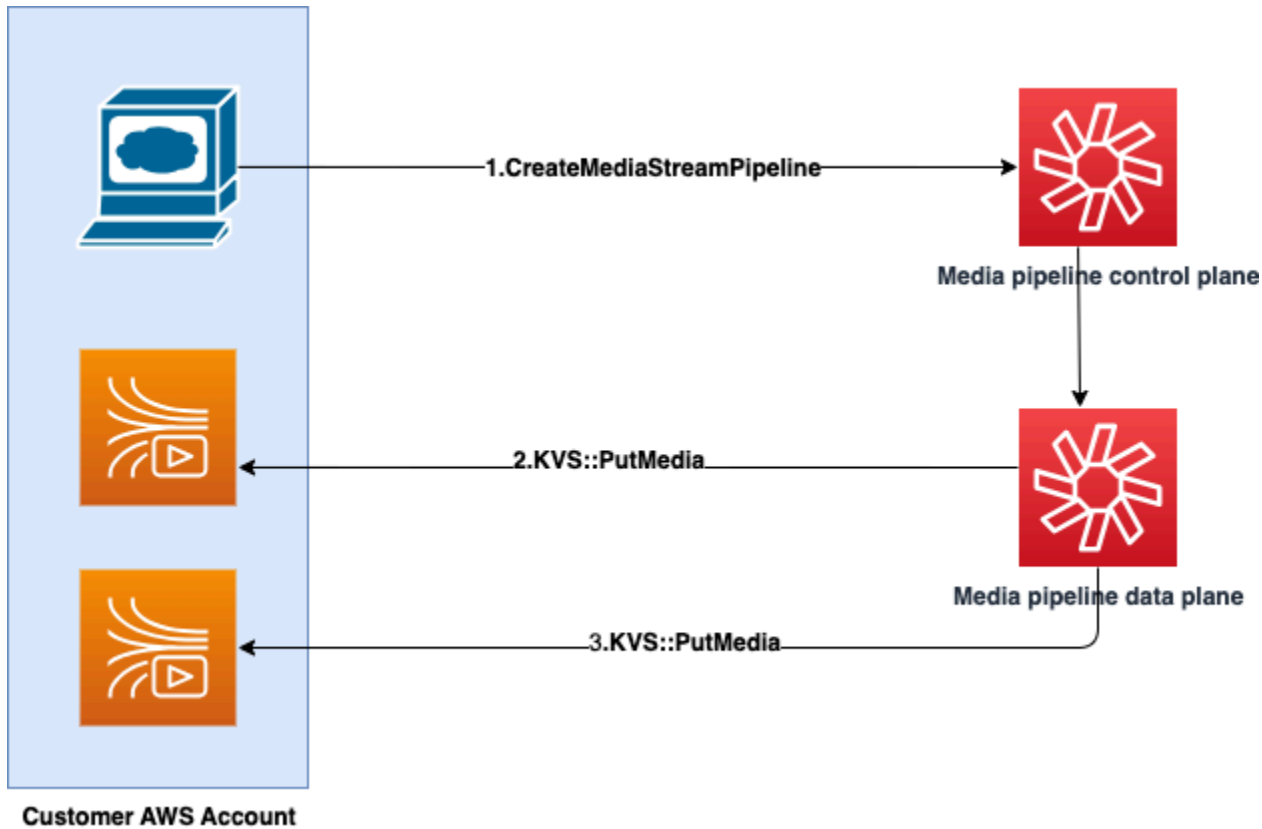 1.CreateMediaStreamPipeline
Media pipeline control plane
2.KVS::PutMedia
Media pipeline data plane
3.KVS::PutMedia
Customer AWS Account